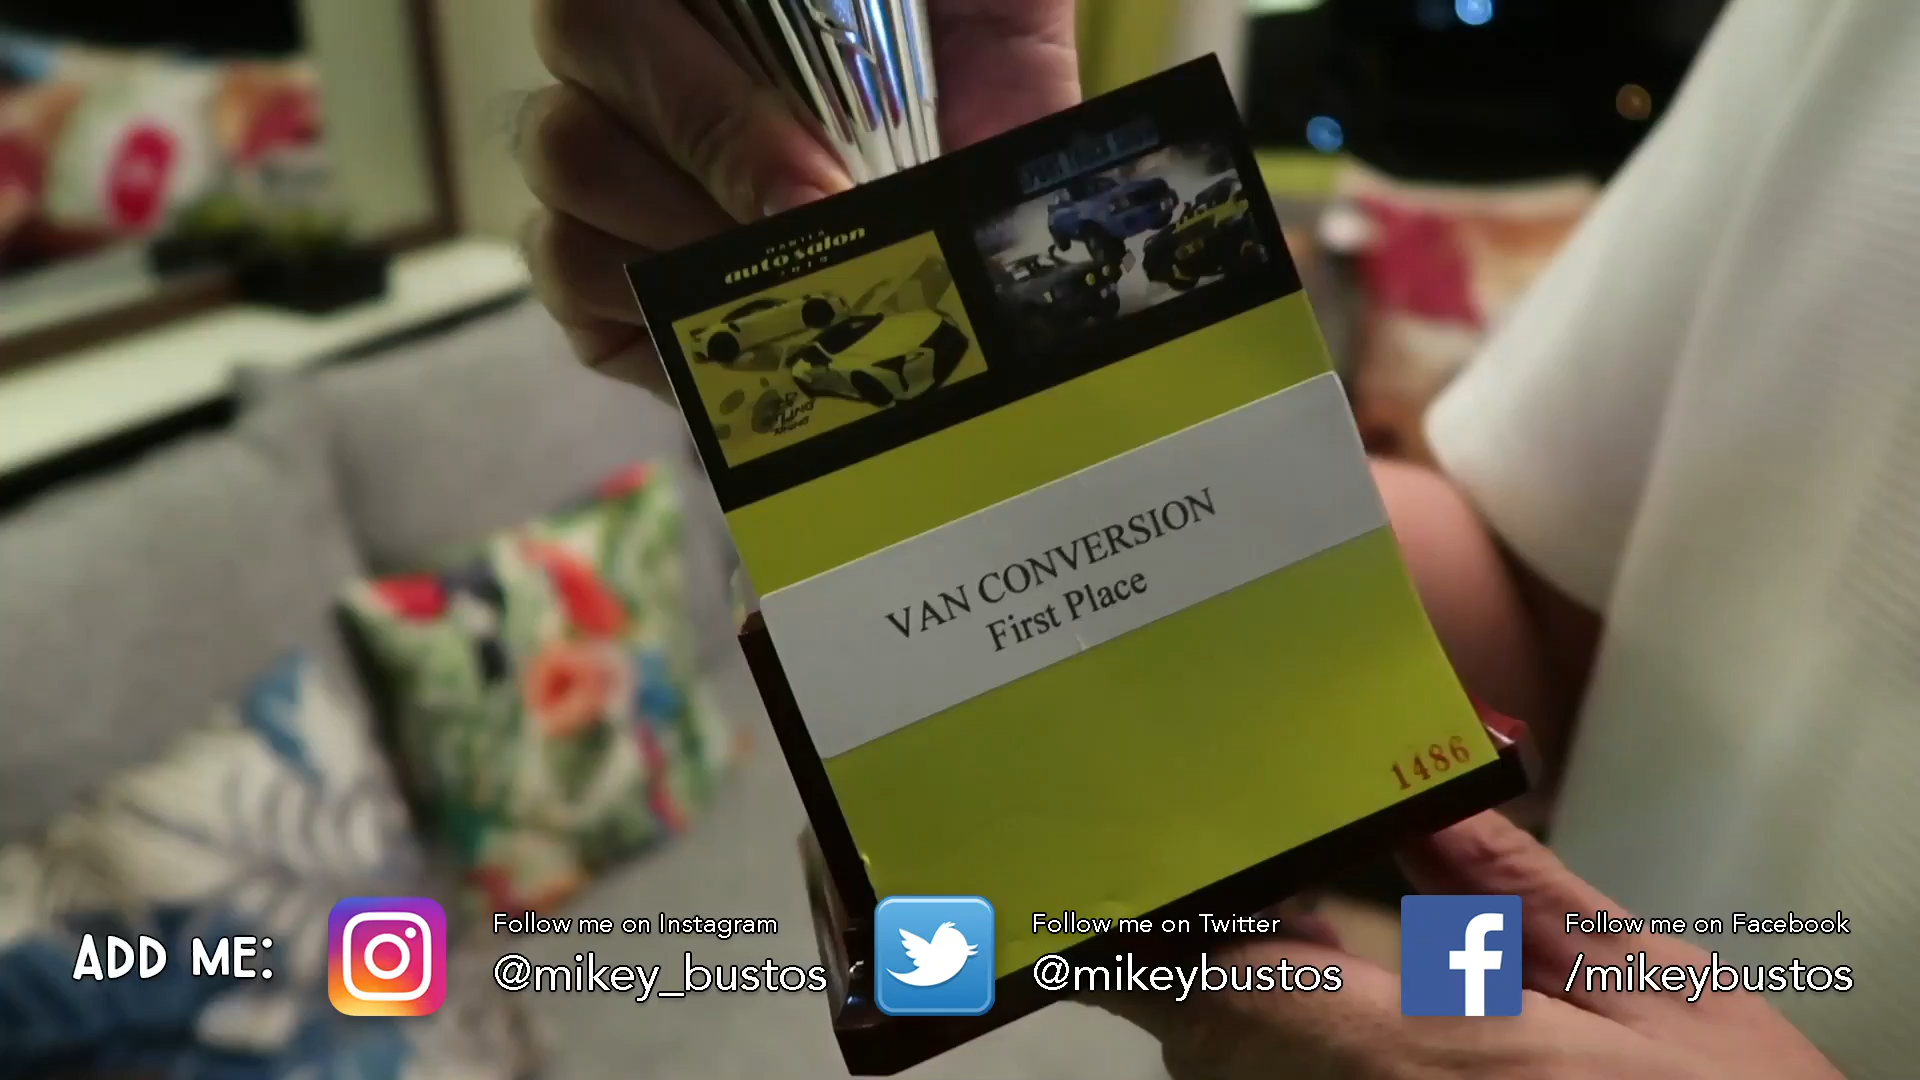 MANILA
auto salon
2019
VAN CONVERSION
First Place
1486
ADD ME:
Follow me on Instagram
@mikey_bustos
Follow me on Twitter
@mikeybustos
Follow me on Facebook
/mikeybustos